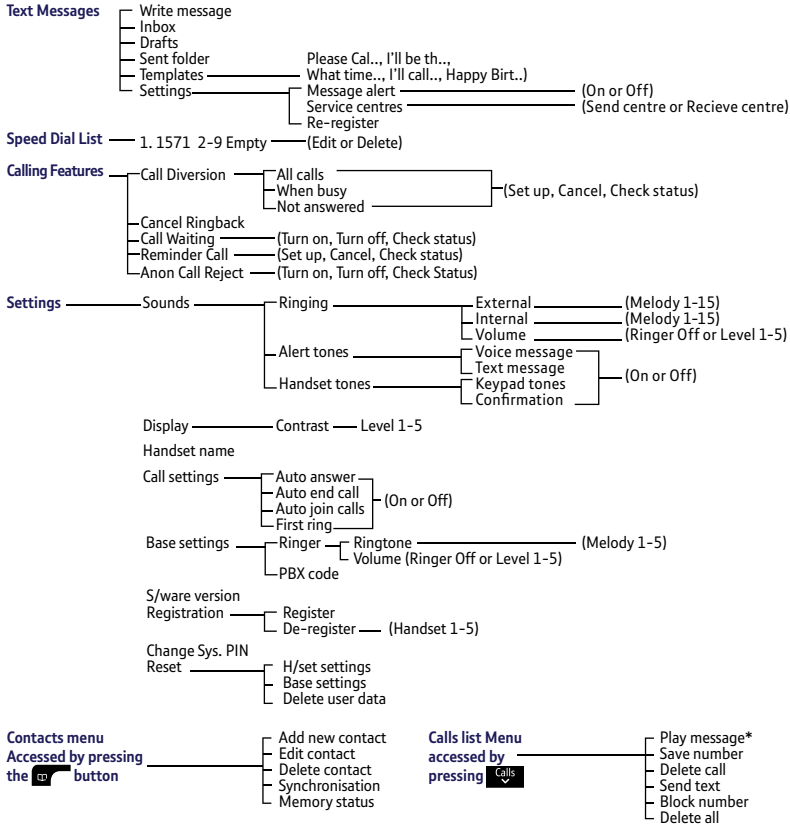 Text Messages Write message
Inbox
Drafts
Sent folder Please Cal.., I'll be th..,
Templates What time.., I'll call.., Happy Birt..)
Settings Message alert (On or Off)
Service centres (Send centre or Recieve centre)
Re-register
Speed Dial List 1. 1571 2-9 Empty (Edit or Delete)
Calling Features Call Diversion All calls
When busy (Set up, Cancel, Check status)
Not answered
Cancel Ringback
Call Waiting (Turn on, Turn off, Check status)
Reminder Call (Set up, Cancel, Check status)
Anon Call Reject (Turn on, Turn off, Check Status)
Settings Sounds Ringing External (Melody 1-15)
Internal (Melody 1-15)
Volume (Ringer Off or Level 1-5)
Alert tones Voice message
Text message (On or Off)
Handset tones Keypad tones
Confirmation
Display Contrast Level 1-5
Handset name
Call settings Auto answer
Auto end call (On or Off)
Auto join calls
First ring
Base settings Ringer Ringtone (Melody 1-5)
Volume (Ringer Off or Level 1-5)
PBX code
S/ware version
Registration Register
De-register (Handset 1-5)
Change Sys. PIN
Reset H/set settings
Base settings
Delete user data
Contacts menu
Accessed by pressing
the button
Add new contact
Edit contact
Delete contact
Synchronisation
Memory status
Calls list Menu
accessed by
pressing Calls
Play message*
Save number
Delete call
Send text
Block number
Delete all